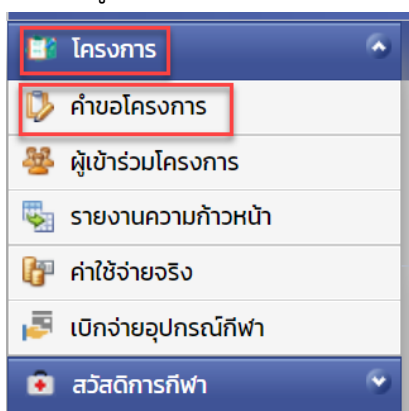 โครงการ
คำขอโครงการ
ผู้เข้าร่วมโครงการ
รายงานความก้าวหน้า
ค่าใช้จ่ายจริง
เบิกจ่ายอุปกรณ์กีฬา
สวัสดิการกีฬา